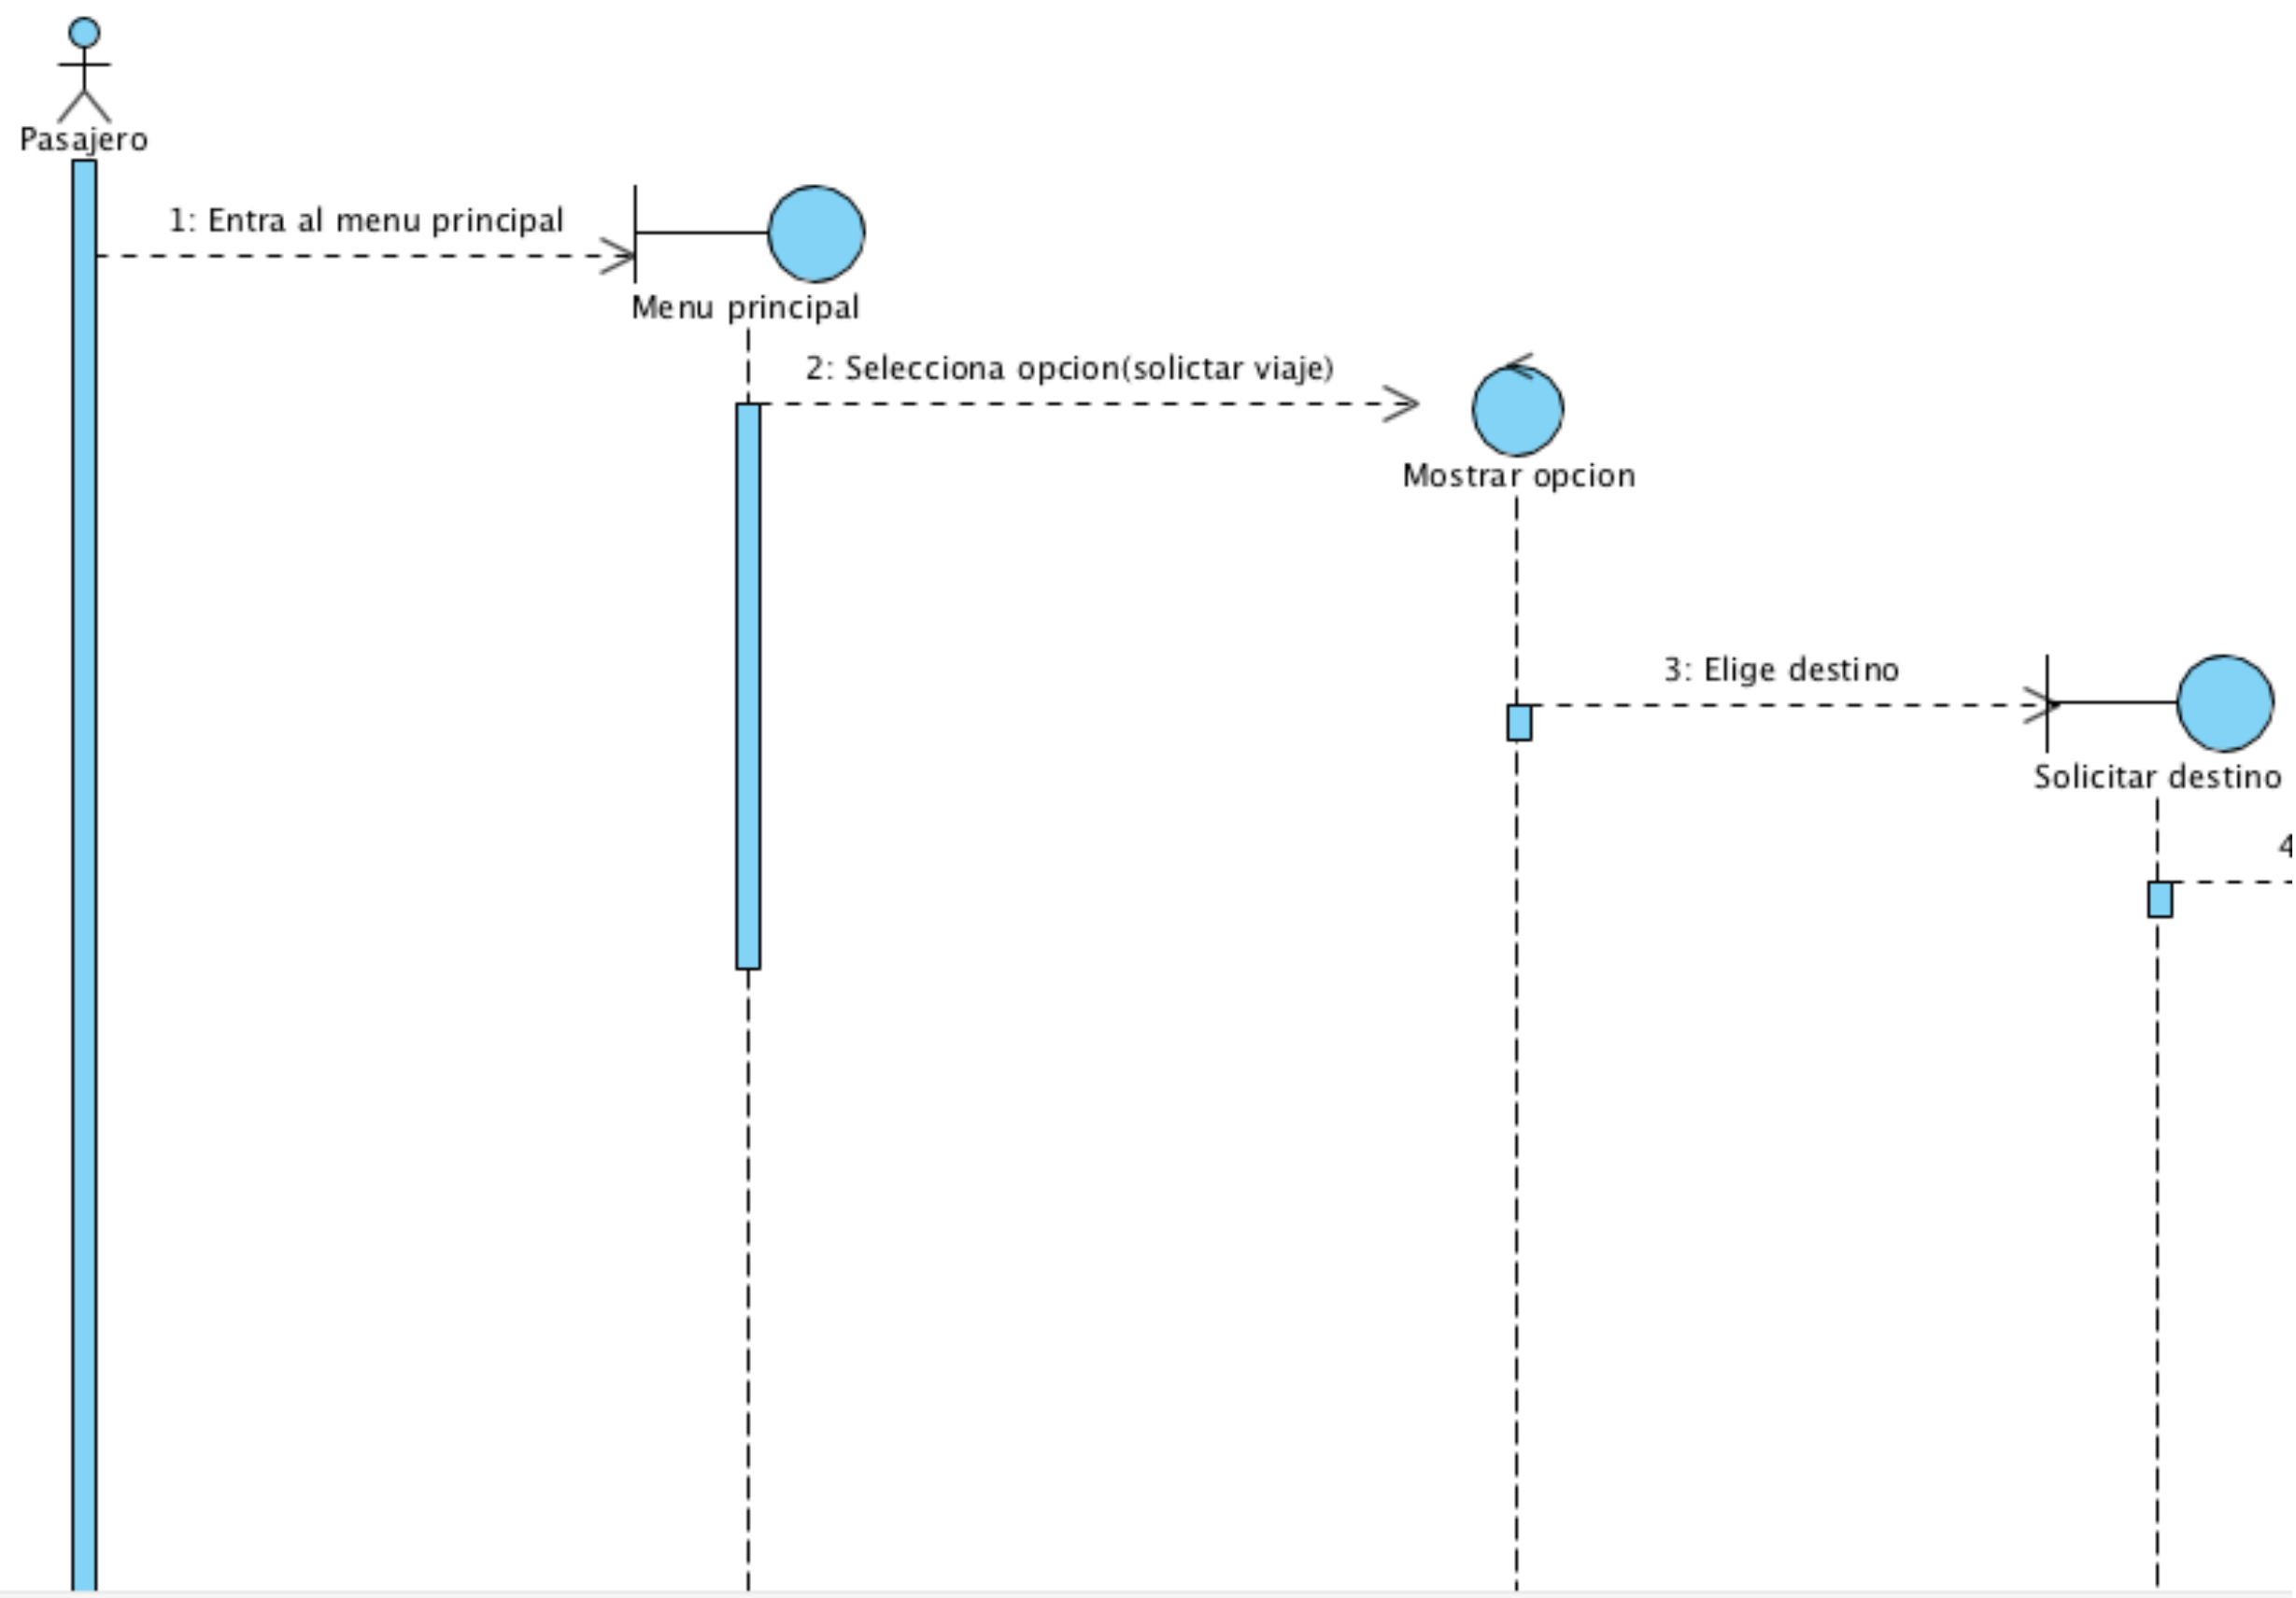 Pasajero
1: Entra al menu principal
Menu principal
2: Selecciona opcion(solictar viaje)
Mostrar opcion
3: Elige destino
Solicitar destino
4